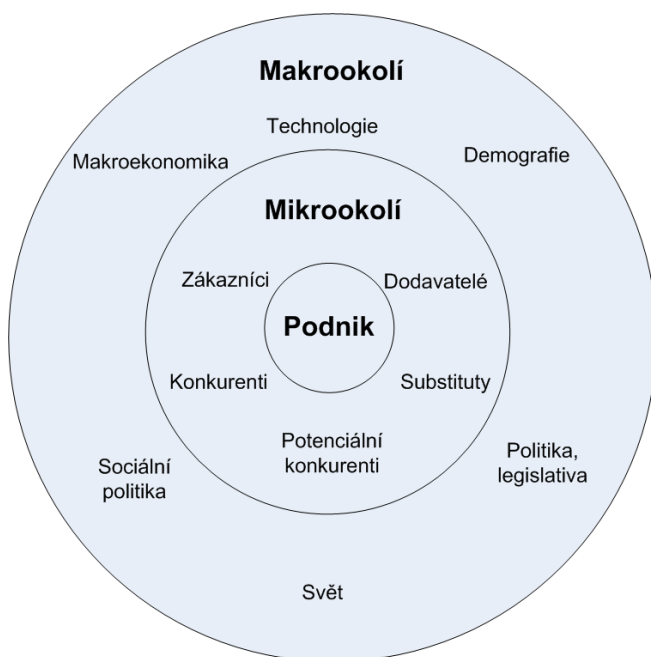 Makrookolí
Technologie
Makroekonomika
Demografie
Mikrookolí
Zákazníci
Dodavatelé
Podnik
Konkurenti
Substituty
Potenciální
konkurenti
Sociální
politika
Politika,
legislativa
Svět